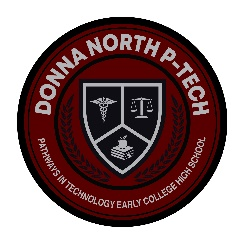 DONNA NORTH P-TECH
PATHWAYS IN TECHNOLOGY EARLY COLLEGE HIGH SCHOOL